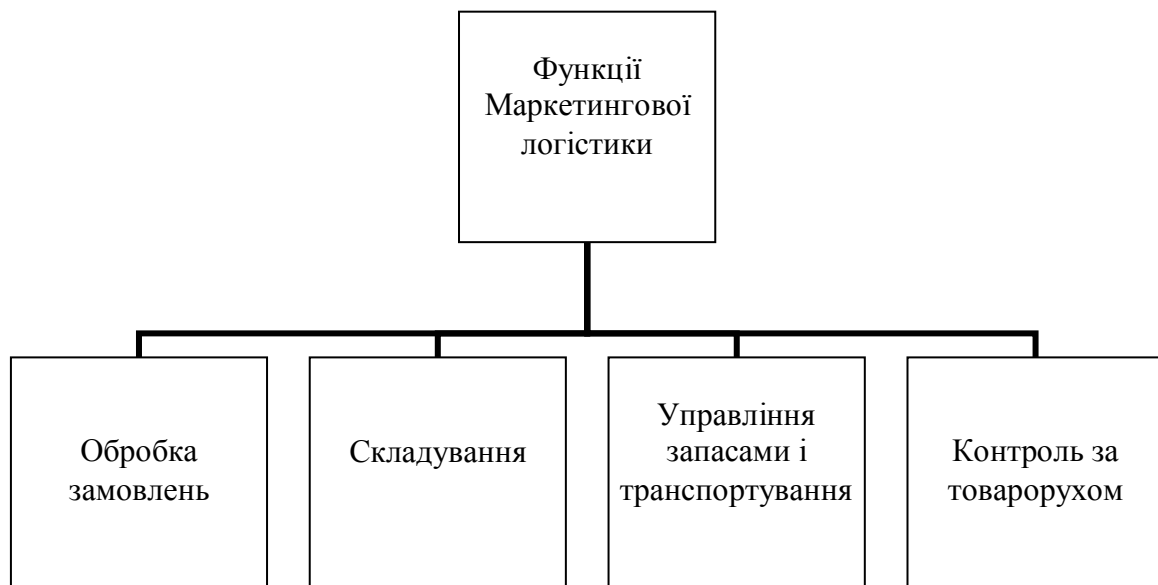 Функції
Маркетингової
логістики
Обробка
замовлень
Складування
Управління
запасами і
транспортування
Контроль за
товарорухом